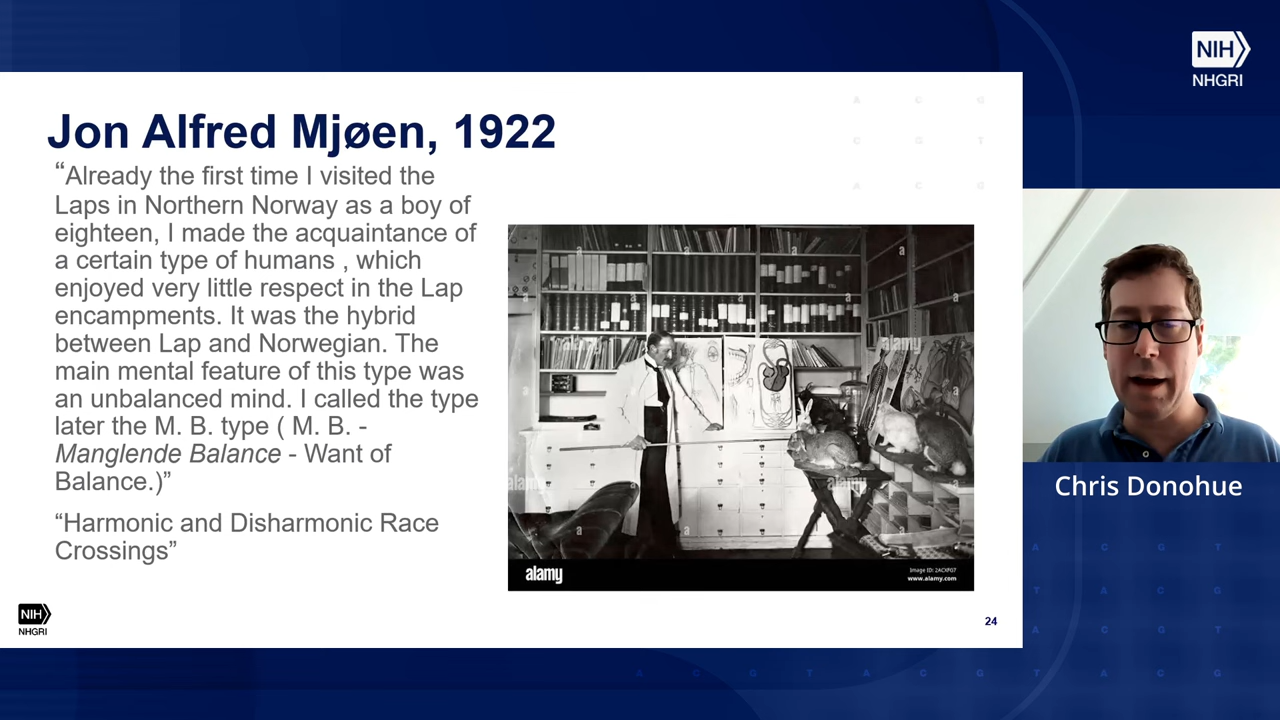 NIH
NHGRI
Jon Alfred Mjøen, 1922
“Already the first time I visited the
Laps in Northern Norway as a boy of
eighteen, I made the acquaintance of
a certain type of humans , which
enjoyed very little respect in the Lap
encampments. It was the hybrid
between Lap and Norwegian. The
main mental feature of this type was
an unbalanced mind. I called the type
later the M. B. type ( M. B. -
Manglende Balance - Want of
Balance.)”
“Harmonic and Disharmonic Race
Crossings”
A C G
C G T
A C G
alamy
alamy
alamy
a
a
a
a
a
a
alamy
Image ID: 2ACXPG7
www.alamy.com
NIH
NHGRI
24
Chris Donohue
A C G T
T A C G
A C G T
A C G T A C G T A C G